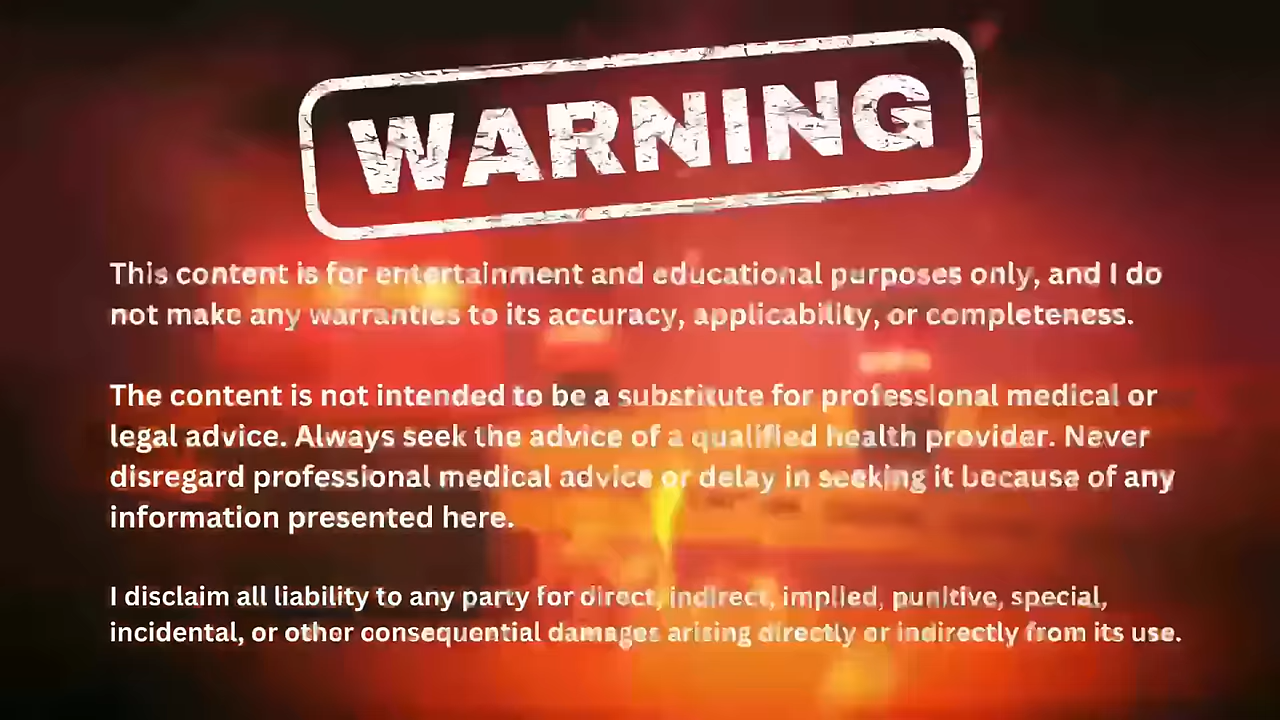 WARNING
This content is for entertainment and educational purposes only, and I do
not make any warranties to its accuracy, applicability, or completeness.
The content is not intended to be a substitute for professional medical or
legal advice. Always seek the advice of a qualified health provider. Never
disregard professional medical advice or delay in seeking it because of any
information presented here.
I disclaim all liability to any party for direct, indirect, implied, punitive, special,
incidental, or other consequential damages arising directly or indirectly from its use.